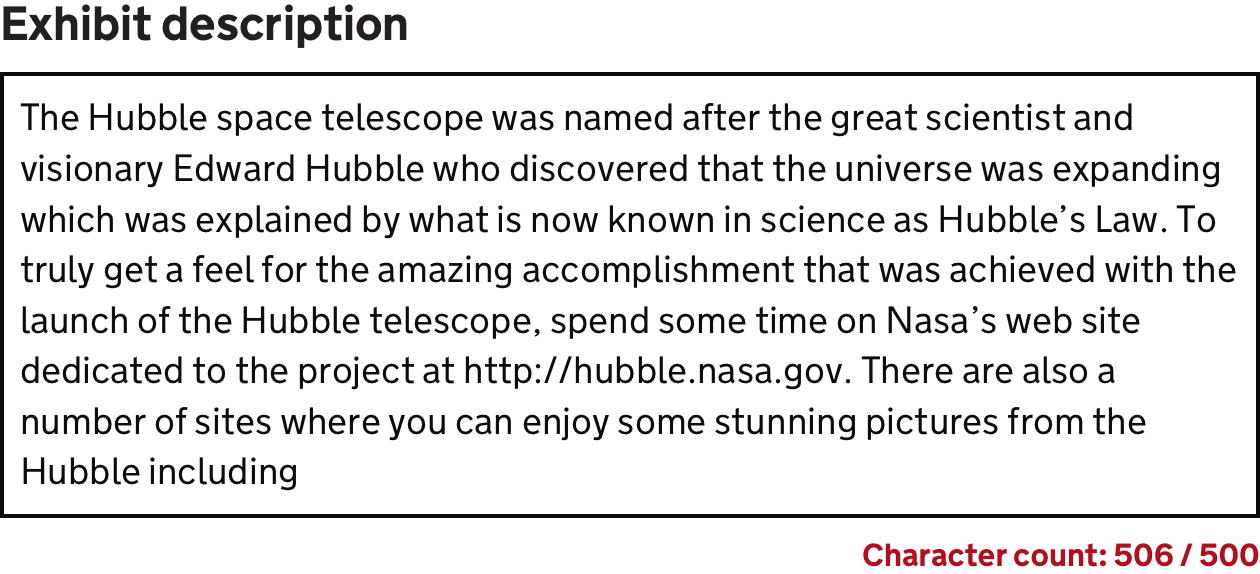 Exhibit description
The Hubble space telescope was named after the great scientist and
visionary Edward Hubble who discovered that the universe was expanding
which was explained by what is now known in science as Hubble’s Law. To
truly get a feel for the amazing accomplishment that was achieved with the
launch of the Hubble telescope, spend some time on Nasa’s web site
dedicated to the project at http://hubble.nasa.gov. There are also a
number of sites where you can enjoy some stunning pictures from the
Hubble including
Character count: 506 / 500